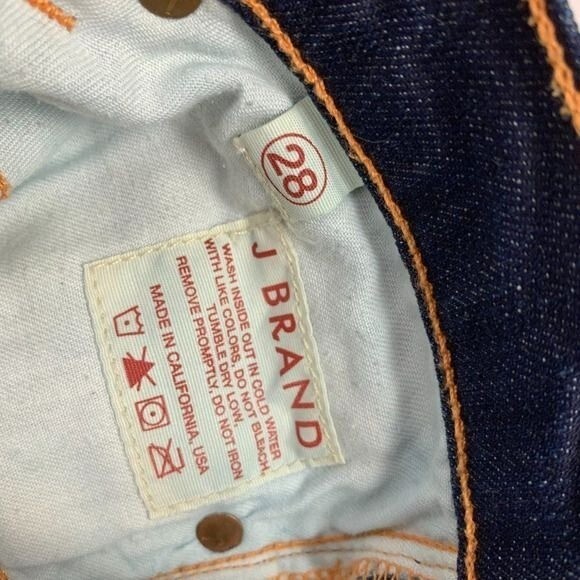 28
J BRAND
WASH INSIDE OUT IN COLD WATER
WITH LIKE COLORS, DO NOT BLEACH,
TUMBLE DRY LOW,
REMOVE PROMPTLY, DO NOT IRON
MADE IN CALIFORNIA, USA